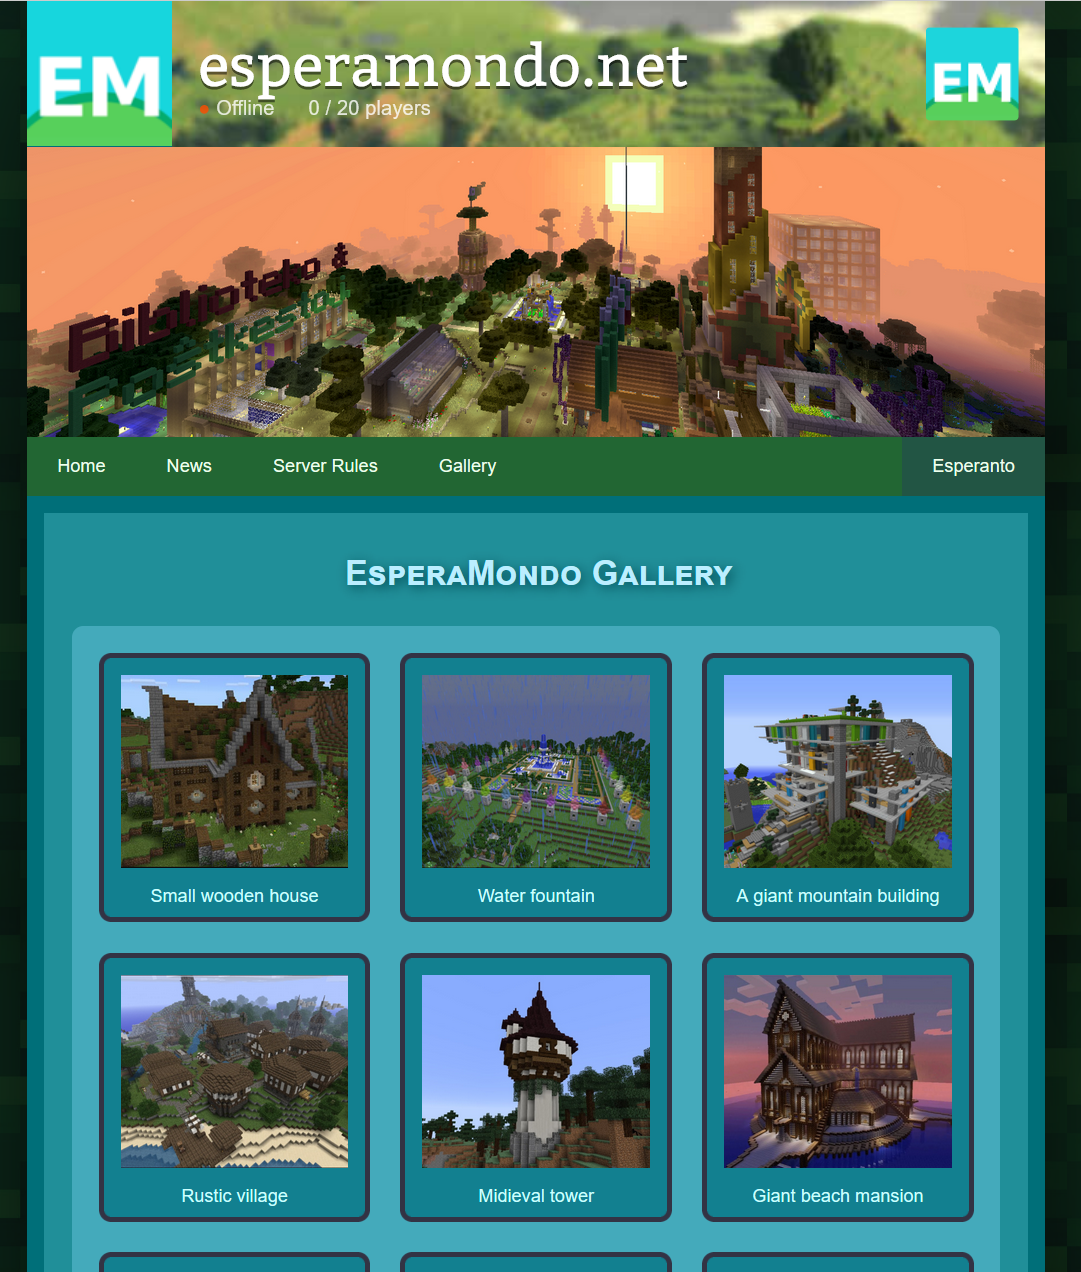 EM
esperamondo.net
Offline 0 / 20 players
EM
Biblioteko &
Home News Server Rules Gallery Esperanto
EsperaMondo Gallery
Small wooden house
Water fountain
A giant mountain building
Rustic village
Midieval tower
Giant beach mansion